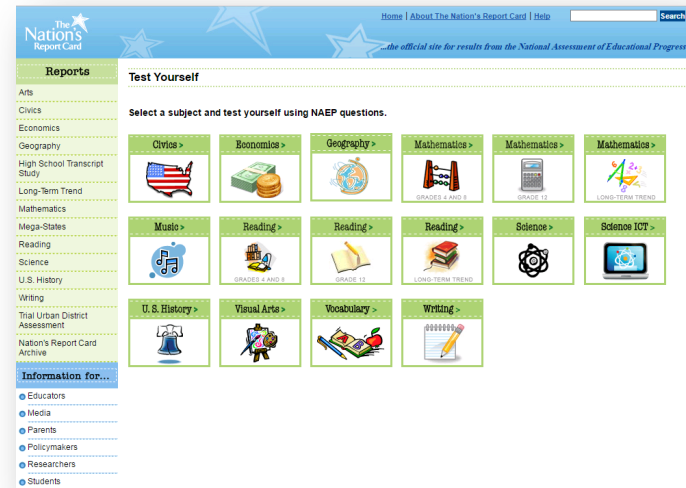 The
Nation's
Report Card
Home | About The Nation's Report Card | Help
Search
...the official site for results from the National Assessment of Educational Progress
Reports
Arts
Civics
Economics
Geography
High School Transcript
Study
Long-Term Trend
Mathematics
Mega-States
Reading
Science
U.S. History
Writing
Trial Urban District
Assessment
Nation's Report Card
Archive
Information for...
Educators
Media
Parents
Policymakers
Researchers
Students
Test Yourself
Select a subject and test yourself using NAEP questions.
Civics >
Economics >
Geography >
Mathematics >
GRADES 4 AND 8
Mathematics >
GRADE 12
Mathematics >
LONG-TERM TREND
Music >
Reading >
GRADES 4 AND 8
Reading >
GRADE 12
Reading >
LONG-TERM TREND
Science >
Science ICT >
U. S. History >
Visual Arts >
Vocabulary >
A B
Writing >